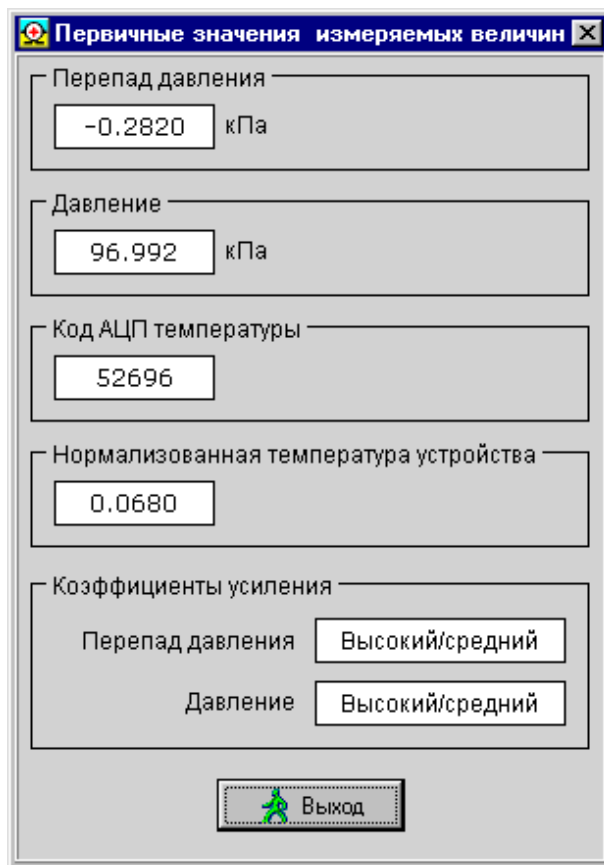 Первичные значения измеряемых величин
Перепад давления
-0.2820 кПа
Давление
96.992 кПа
Код АЦП температуры
52696
Нормализованная температура устройства
0.0680
Коэффициенты усиления
Перепад давления Высокий/средний
Давление Высокий/средний
Выход